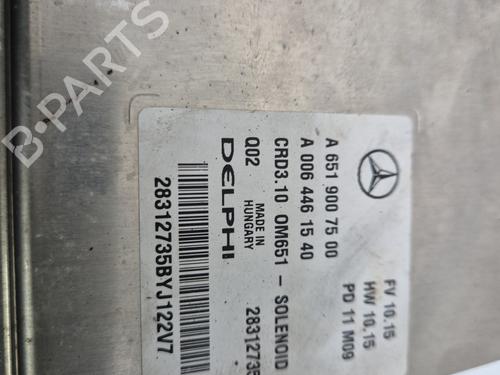 A 651 900 75 00
A 006 446 15 40
CRD3.10 OM651 - SOLENOID
Q02 MADE IN HUNGARY 28312735
DELPHI
28312735BYJ122V7
FV 10.15
HW 10.15
PD 11 M09
B-PARTS